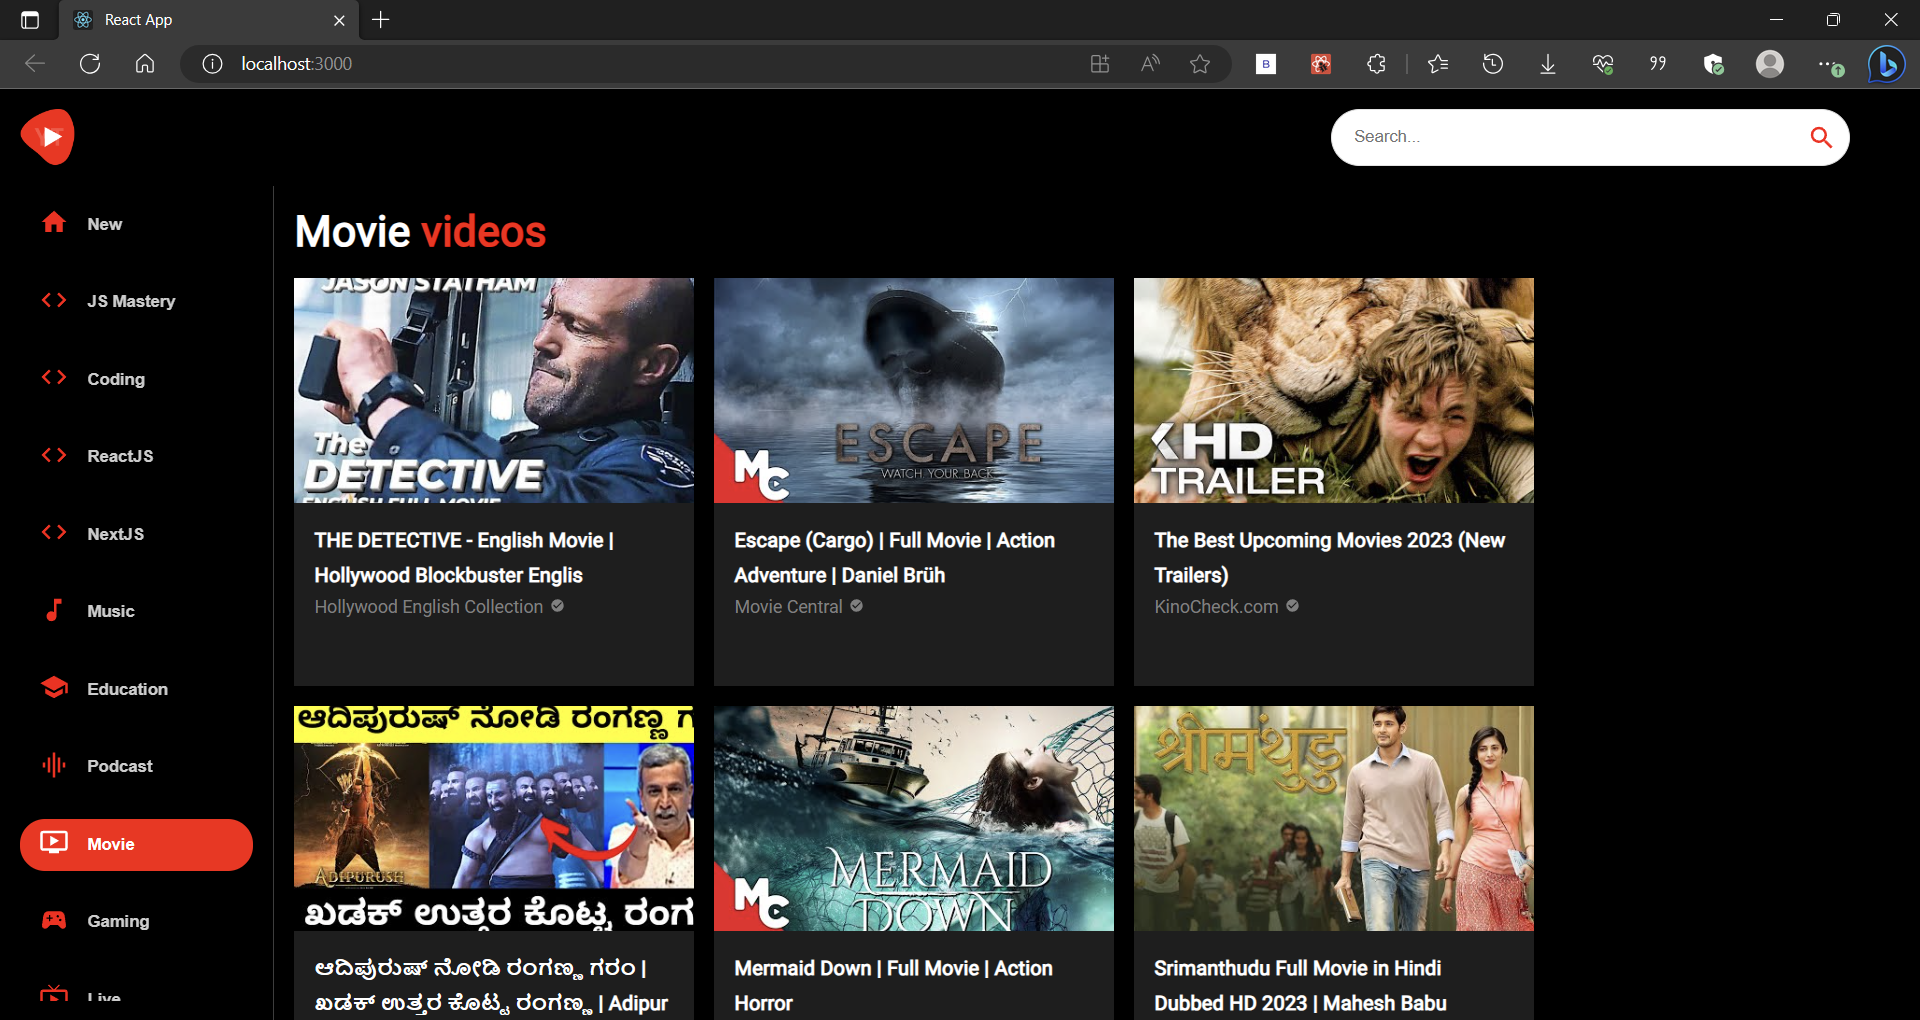 React App
localhost:3000
B
Search...
New
JS Mastery
Coding
ReactJS
NextJS
Music
Education
Podcast
Movie
Gaming
Live
Movie videos
JASON STATHAM
The
DETECTIVE
ENGLISH FULL MOVIE
ESCAPE
WATCH YOUR BACK
MC
KHD
TRAILER
THE DETECTIVE - English Movie |
Hollywood Blockbuster Englis
Hollywood English Collection
Escape (Cargo) | Full Movie | Action
Adventure | Daniel Brüh
Movie Central
The Best Upcoming Movies 2023 (New
Trailers)
KinoCheck.com
ಆದಿಪುರುಷ್ ನೋಡಿ ರಂಗಣ್ಣ ಗ
ADIPURUSH
ಖಡಕ್ ಉತ್ತರ ಕೊಟ್ಟ ರಂಗ
MERMAID
DOWN
MC
श्रीमंथुडु
ಆದಿಪುರುಷ್ ನೋಡಿ ರಂಗಣ್ಣ ಗರಂ |
ಖಡಕ್ ಉತ್ತರ ಕೊಟ್ಟ ರಂಗಣ್ಣ | Adipur
Mermaid Down | Full Movie | Action
Horror
Srimanthudu Full Movie in Hindi
Dubbed HD 2023 | Mahesh Babu